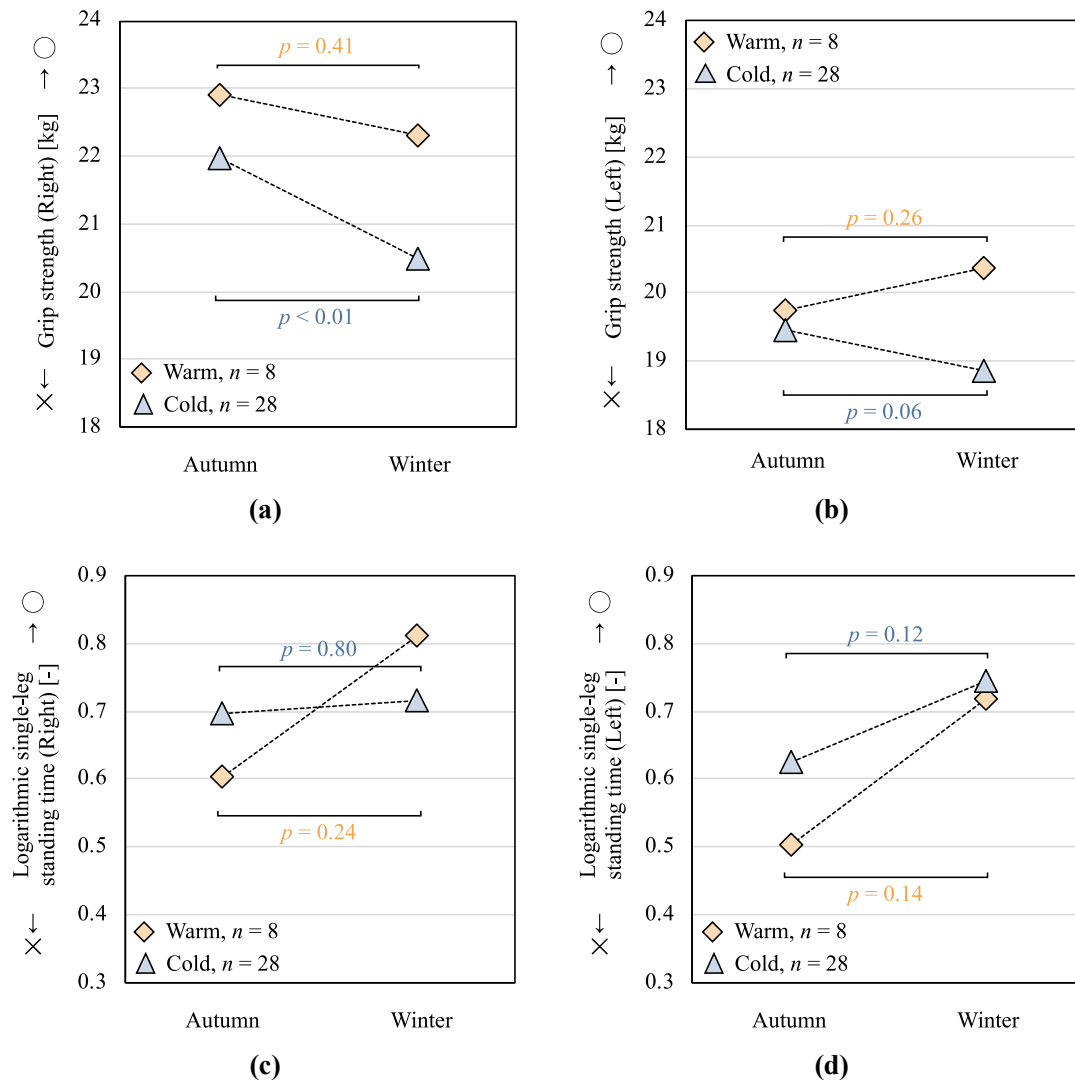 24
23
22
21
20
19
18
×← Grip strength (Right) [kg] → ○
p = 0.41
p < 0.01
Warm, n = 8
Cold, n = 28
Autumn Winter
(a)
24
23
22
21
20
19
18
×← Grip strength (Left) [kg] → ○
Warm, n = 8
Cold, n = 28
p = 0.26
p = 0.06
Autumn Winter
(b)
0.9
0.8
0.7
0.6
0.5
0.4
0.3
×← Logarithmic single-leg → ○
standing time (Right) [-]
p = 0.80
p = 0.24
Warm, n = 8
Cold, n = 28
Autumn Winter
(c)
0.9
0.8
0.7
0.6
0.5
0.4
0.3
×← Logarithmic single-leg → ○
standing time (Left) [-]
p = 0.12
p = 0.14
Warm, n = 8
Cold, n = 28
Autumn Winter
(d)